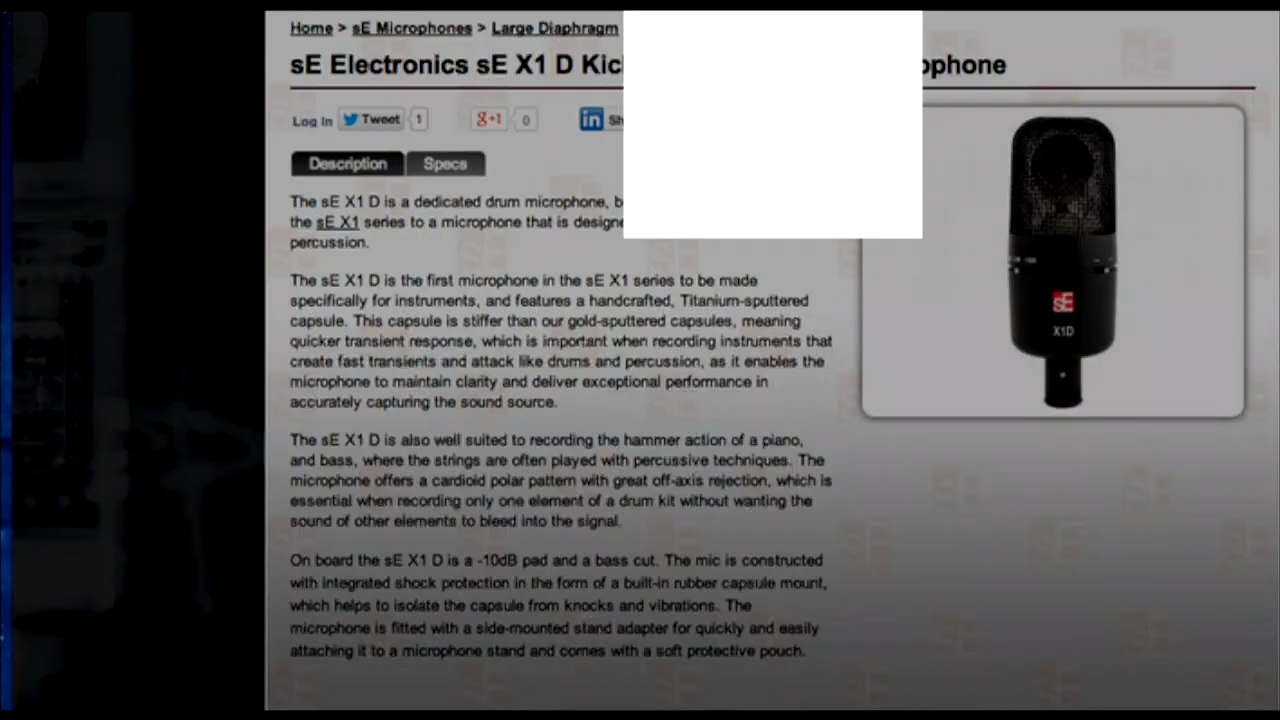 Home > sE Microphones > Large Diaphragm
sE Electronics sE X1 D Kic phone
Log In Tweet 1 g+1 0 in Sh
Description Specs
The sE X1 D is a dedicated drum microphone, b
the sE X1 series to a microphone that is designe
percussion.
The sE X1 D is the first microphone in the sE X1 series to be made
specifically for instruments, and features a handcrafted, Titanium-sputtered
capsule. This capsule is stiffer than our gold-sputtered capsules, meaning
quicker transient response, which is important when recording instruments that
create fast transients and attack like drums and percussion, as it enables the
microphone to maintain clarity and deliver exceptional performance in
accurately capturing the sound source.
The sE X1 D is also well suited to recording the hammer action of a piano,
and bass, where the strings are often played with percussive techniques. The
microphone offers a cardioid polar pattern with great off-axis rejection, which is
essential when recording only one element of a drum kit without wanting the
sound of other elements to bleed into the signal.
On board the sE X1 D is a -10dB pad and a bass cut. The mic is constructed
with integrated shock protection in the form of a built-in rubber capsule mount,
which helps to isolate the capsule from knocks and vibrations. The
microphone is fitted with a side-mounted stand adapter for quickly and easily
attaching it to a microphone stand and comes with a soft protective pouch.
sE
X1D